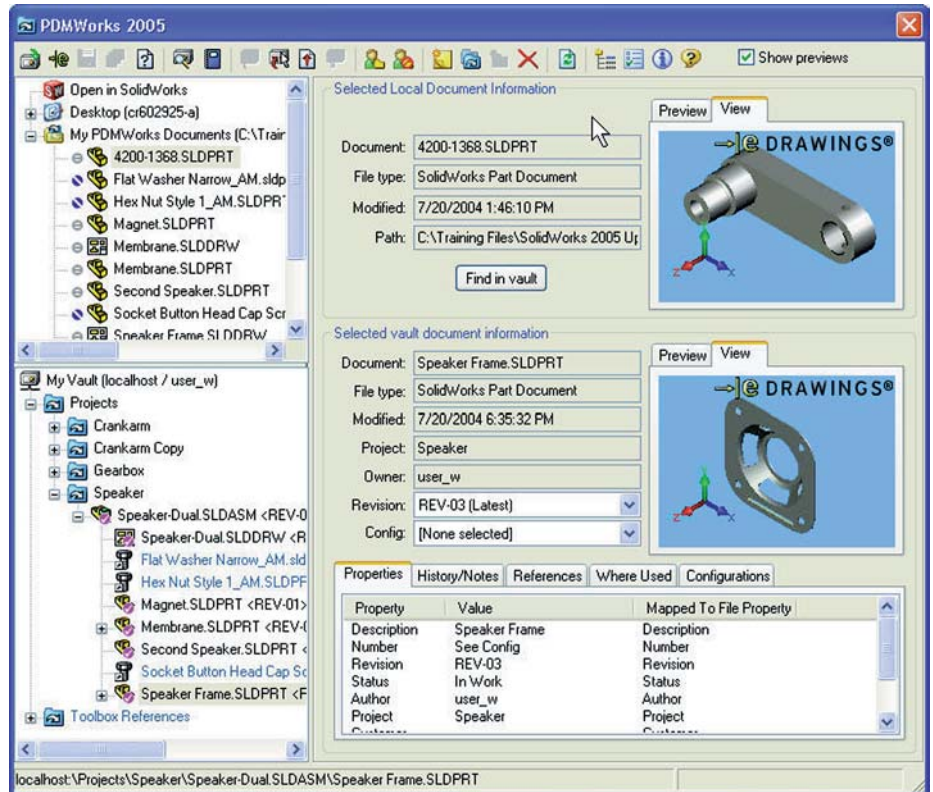 PDMWorks 2005
Show previews
Open in SolidWorks
Desktop (cr602925-a)
My PDMWorks Documents (C:\Trair
4200-1368.SLDPRT
Flat Washer Narrow_AM.sldp
Hex Nut Style 1_AM.SLDPR
Magnet.SLDPRT
Membrane.SLDDRW
Membrane.SLDPRT
Second Speaker.SLDPRT
Socket Button Head Cap Scr
Speaker Frame.SLDDRW
Selected Local Document Information
Document: 4200-1368.SLDPRT
File type: SolidWorks Part Document
Modified: 7/20/2004 1:46:10 PM
Path: C:\Training Files\SolidWorks 2005 Up
Find in vault
Preview View
eDRAWINGS®
z x
My Vault (localhost / user_w)
Projects
Crankarm
Crankarm Copy
Gearbox
Speaker
Speaker-Dual.SLDASM <REV-0
Speaker-Dual.SLDDRW <R
Flat Washer Narrow_AM.sld
Hex Nut Style 1_AM.SLDPF
Magnet.SLDPRT <REV-01>
Membrane.SLDPRT <REV-(
Second Speaker.SLDPRT <
Socket Button Head Cap Sc
Speaker Frame.SLDPRT <F
Toolbox References
Selected vault document information
Document: Speaker Frame.SLDPRT
File type: SolidWorks Part Document
Modified: 7/20/2004 6:35:32 PM
Project: Speaker
Owner: user_w
Revision: REV-03 (Latest)
Config: [None selected]
Preview View
eDRAWINGS®
y z x
Properties History/Notes References Where Used Configurations
Property Value Mapped To File Property
Description Speaker Frame Description
Number See Config Number
Revision REV-03 Revision
Status In Work Status
Author user_w Author
Project Speaker Project
localhost:\Projects\Speaker\Speaker-Dual.SLDASM\Speaker Frame.SLDPRT